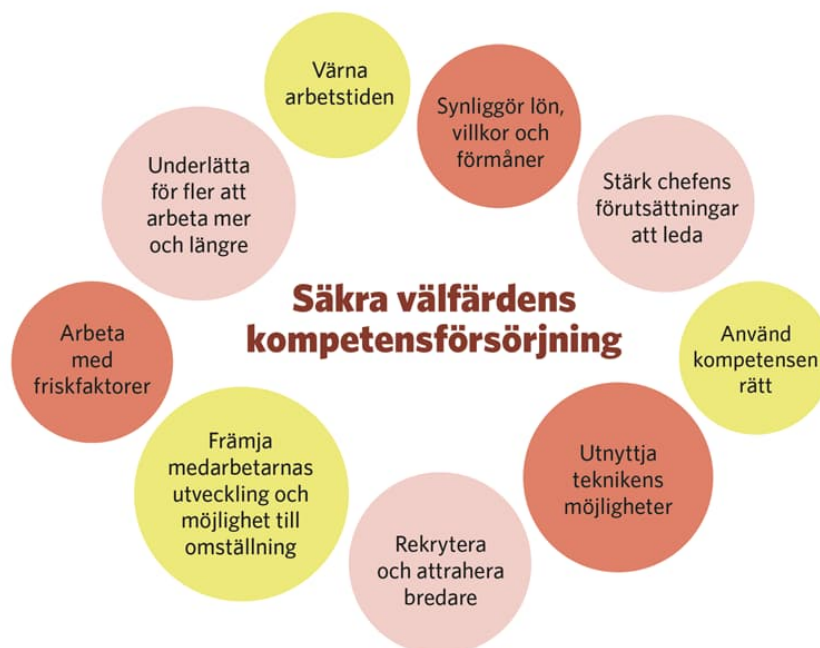 Värna
arbetstiden
Synliggör lön,
villkor och
förmåner
Stärk chefens
förutsättningar
att leda
Använd
kompetensen
rätt
Utnyttja
teknikens
möjligheter
Rekrytera
och attrahera
bredare
Främja
medarbetarnas
utveckling och
möjlighet till
omställning
Arbeta
med
friskfaktorer
Underlätta
för fler att
arbeta mer
och längre
Säkra välfärdens
kompetensförsörjning